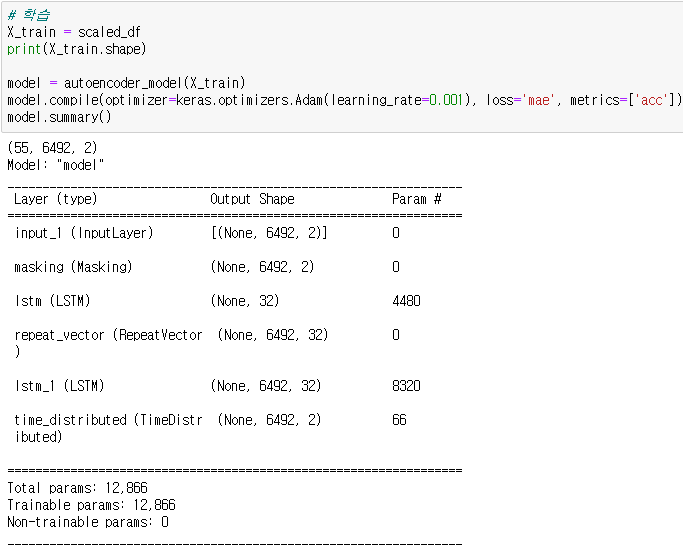 # 학습
X_train = scaled_df
print(X_train.shape)
model = autoencoder_model(X_train)
model.compile(optimizer=keras.optimizers.Adam(learning_rate=0.001), loss='mae', metrics=['acc'])
model.summary()
(55, 6492, 2)
Model: "model"
_________________________________________________________________
Layer (type) Output Shape Param #
=================================================================
input_1 (InputLayer) [(None, 6492, 2)] 0
masking (Masking) (None, 6492, 2) 0
lstm (LSTM) (None, 32) 4480
repeat_vector (RepeatVector (None, 6492, 32) 0
)
lstm_1 (LSTM) (None, 6492, 32) 8320
time_distributed (TimeDistr (None, 6492, 2) 66
ibuted)
=================================================================
Total params: 12,866
Trainable params: 12,866
Non-trainable params: 0
_________________________________________________________________